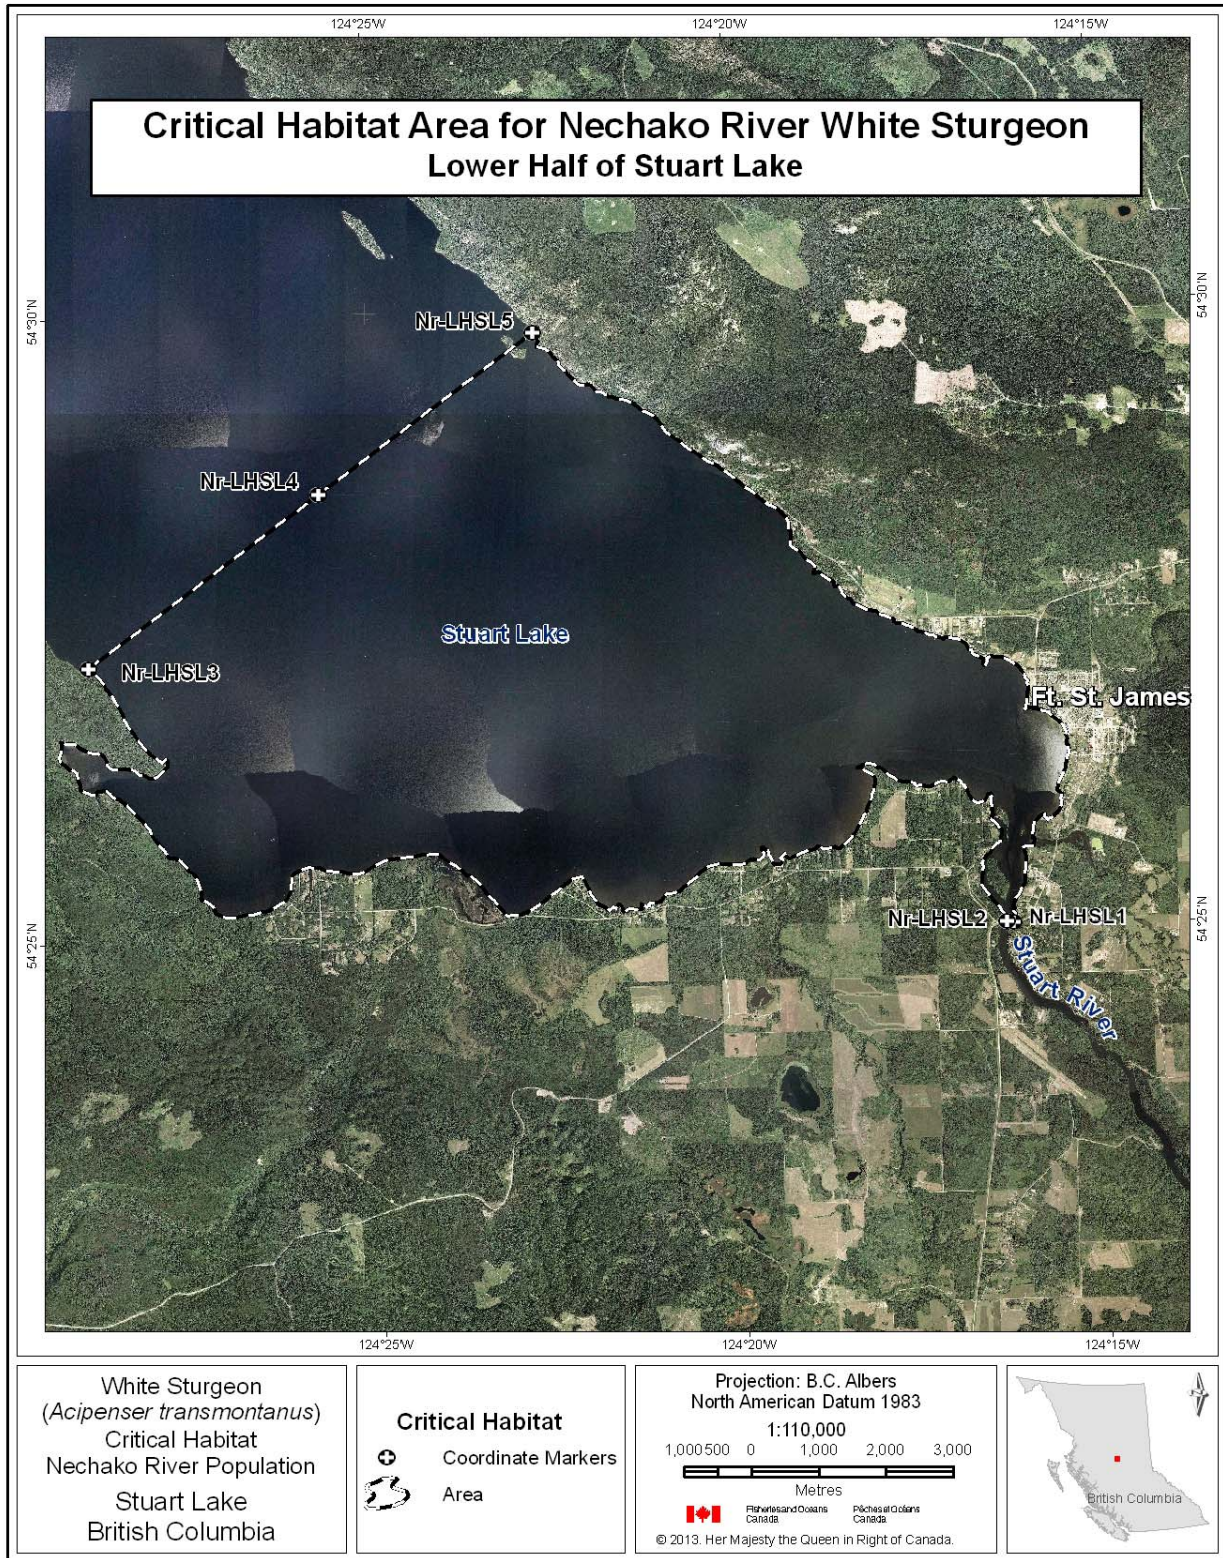 124°25'W 124°20'W 124°15'W
Critical Habitat Area for Nechako River White Sturgeon
Lower Half of Stuart Lake
54°30'N
54°30'N
Nr-LHSL5
Nr-LHSL4
Stuart Lake
Nr-LHSL3
Ft. St. James
Nr-LHSL2
Nr-LHSL1
54°25'N
54°25'N
Stuart River
124°25'W 124°20'W 124°15'W
White Sturgeon
(Acipenser transmontanus)
Critical Habitat
Nechako River Population
Stuart Lake
British Columbia
Critical Habitat
Coordinate Markers
Area
Projection: B.C. Albers
North American Datum 1983
1:110,000
1,000 500 0 1,000 2,000 3,000
Metres
Fisheries and Oceans
Canada
Pêches et Océans
Canada
© 2013. Her Majesty the Queen in Right of Canada.
British Columbia